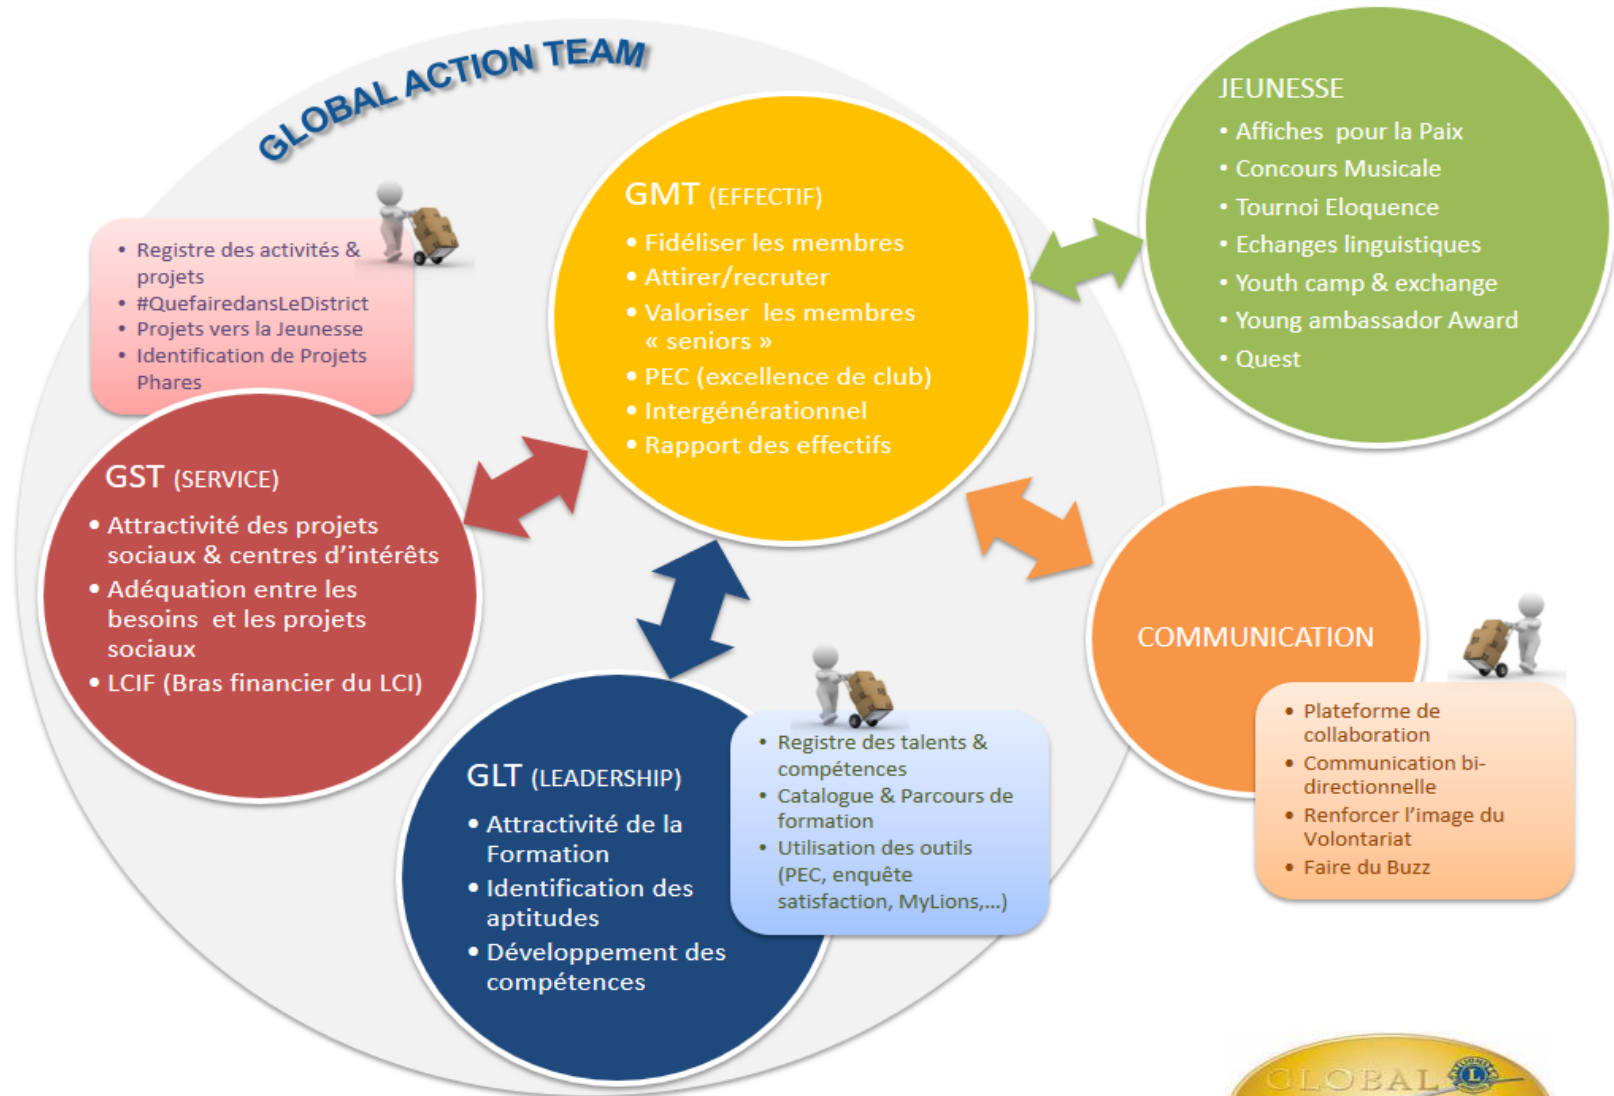 GLOBAL ACTION TEAM
GMT (EFFECTIF)
• Fidéliser les membres
• Attirer/recruter
• Valoriser les membres
« seniors »
• PEC (excellence de club)
• Intergénérationnel
• Rapport des effectifs
JEUNESSE
• Affiches pour la Paix
• Concours Musicale
• Tournoi Eloquence
• Echanges linguistiques
• Youth camp & exchange
• Young ambassador Award
• Quest
• Registre des activités &
projets
• #QuefairedansLeDistrict
• Projets vers la Jeunesse
• Identification de Projets
Phares
GST (SERVICE)
• Attractivité des projets
sociaux & centres d'intérêts
• Adéquation entre les
besoins et les projets
sociaux
• LCIF (Bras financier du LCI)
GLT (LEADERSHIP)
• Attractivité de la
Formation
• Identification des
aptitudes
• Développement des
compétences
• Registre des talents &
compétences
• Catalogue & Parcours de
formation
• Utilisation des outils
(PEC, enquête
satisfaction, MyLions,...)
COMMUNICATION
• Plateforme de
collaboration
• Communication bi-
directionnelle
• Renforcer l'image du
Volontariat
• Faire du Buzz
GLOBAL
LIONS
L